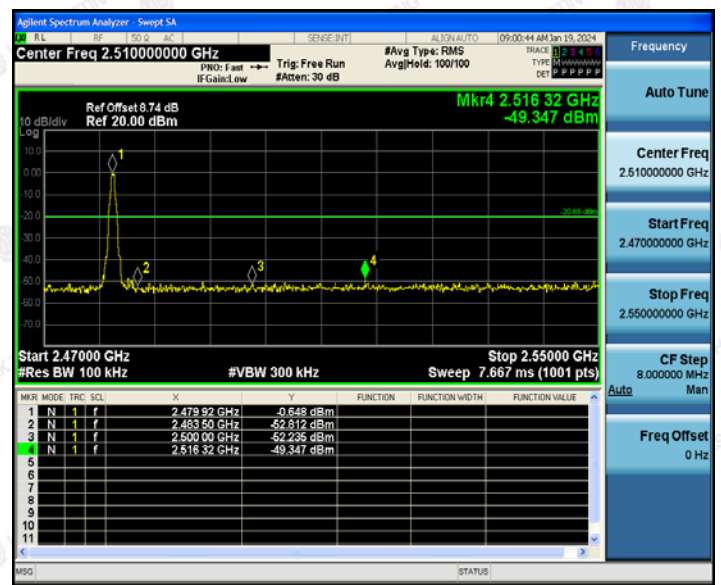 Agilent Spectrum Analyzer - Swept SA
RL RF 50 Ω AC SENSE:INT ALIGNAUTO 09:00:44 AM Jan 19, 2024
Center Freq 2.510000000 GHz
PNO: Fast
IFGain:Low
Trig: Free Run
#Atten: 30 dB
#Avg Type: RMS
Avg|Hold: 100/100
TRACE 1 2 3 4 5 6
TYPE M
DET P P P P P P
Mkr4 2.516 32 GHz
-49.347 dBm
Ref Offset 8.74 dB
10 dB/div Ref 20.00 dBm
Log
10.0
0.00
-10.0
-20.0
-30.0
-40.0
-50.0
-60.0
-70.0
1
2
3
4
-20.65 dBm
Start 2.47000 GHz Stop 2.55000 GHz
#Res BW 100 kHz #VBW 300 kHz Sweep 7.667 ms (1001 pts)
MKR MODE TRC SCL X Y FUNCTION FUNCTION WIDTH FUNCTION VALUE
1 N 1 f 2.479 92 GHz -0.648 dBm
2 N 1 f 2.483 50 GHz -52.812 dBm
3 N 1 f 2.500 00 GHz -52.235 dBm
4 N 1 f 2.516 32 GHz -49.347 dBm
5
6
7
8
9
10
11
MSG STATUS
Frequency
Auto Tune
Center Freq
2.510000000 GHz
Start Freq
2.470000000 GHz
Stop Freq
2.550000000 GHz
CF Step
8.000000 MHz
Auto Man
Freq Offset
0 Hz